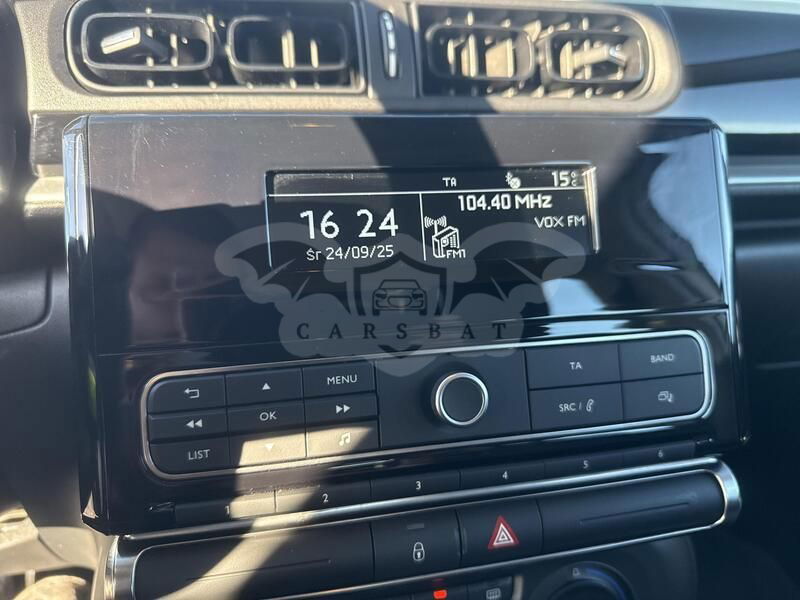 TA 15°C
16 24
104.40 MHz
VOX FM
Śr 24/09/25
FM1
CARSBAT
MENU
TA
BAND
OK
SRC /
LIST
1 2 3 4 5 6